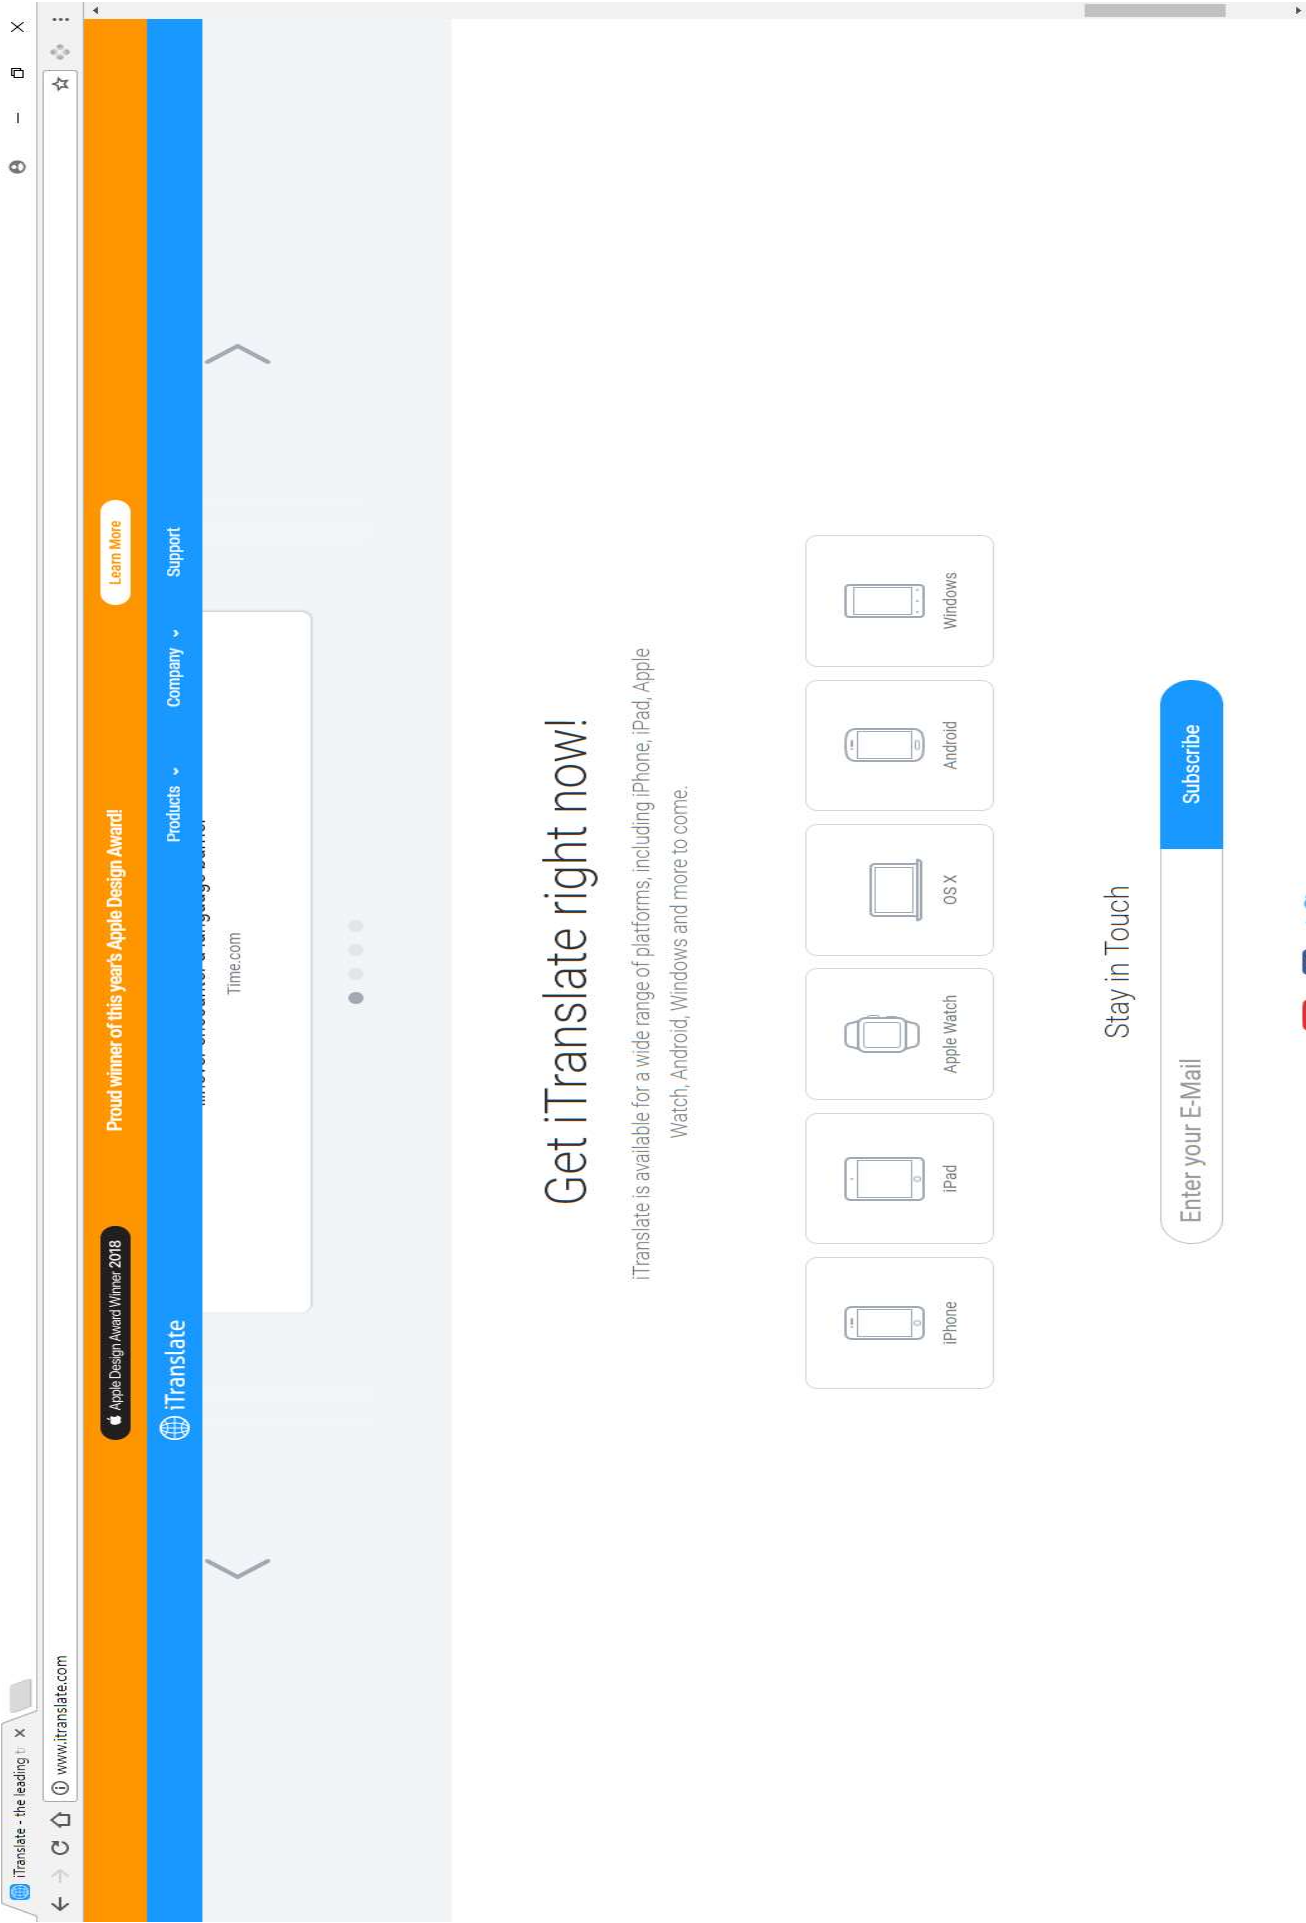 iTranslate - the leading
www.itranslate.com
Apple Design Award Winner 2018
Proud winner of this year's Apple Design Award!
Learn More
iTranslate
Products
Company
Support
Time.com
Get iTranslate right now!
iTranslate is available for a wide range of platforms, including iPhone, iPad, Apple
Watch, Android, Windows and more to come.
iPhone
iPad
Apple Watch
OS X
Android
Windows
Stay in Touch
Enter your E-Mail
Subscribe